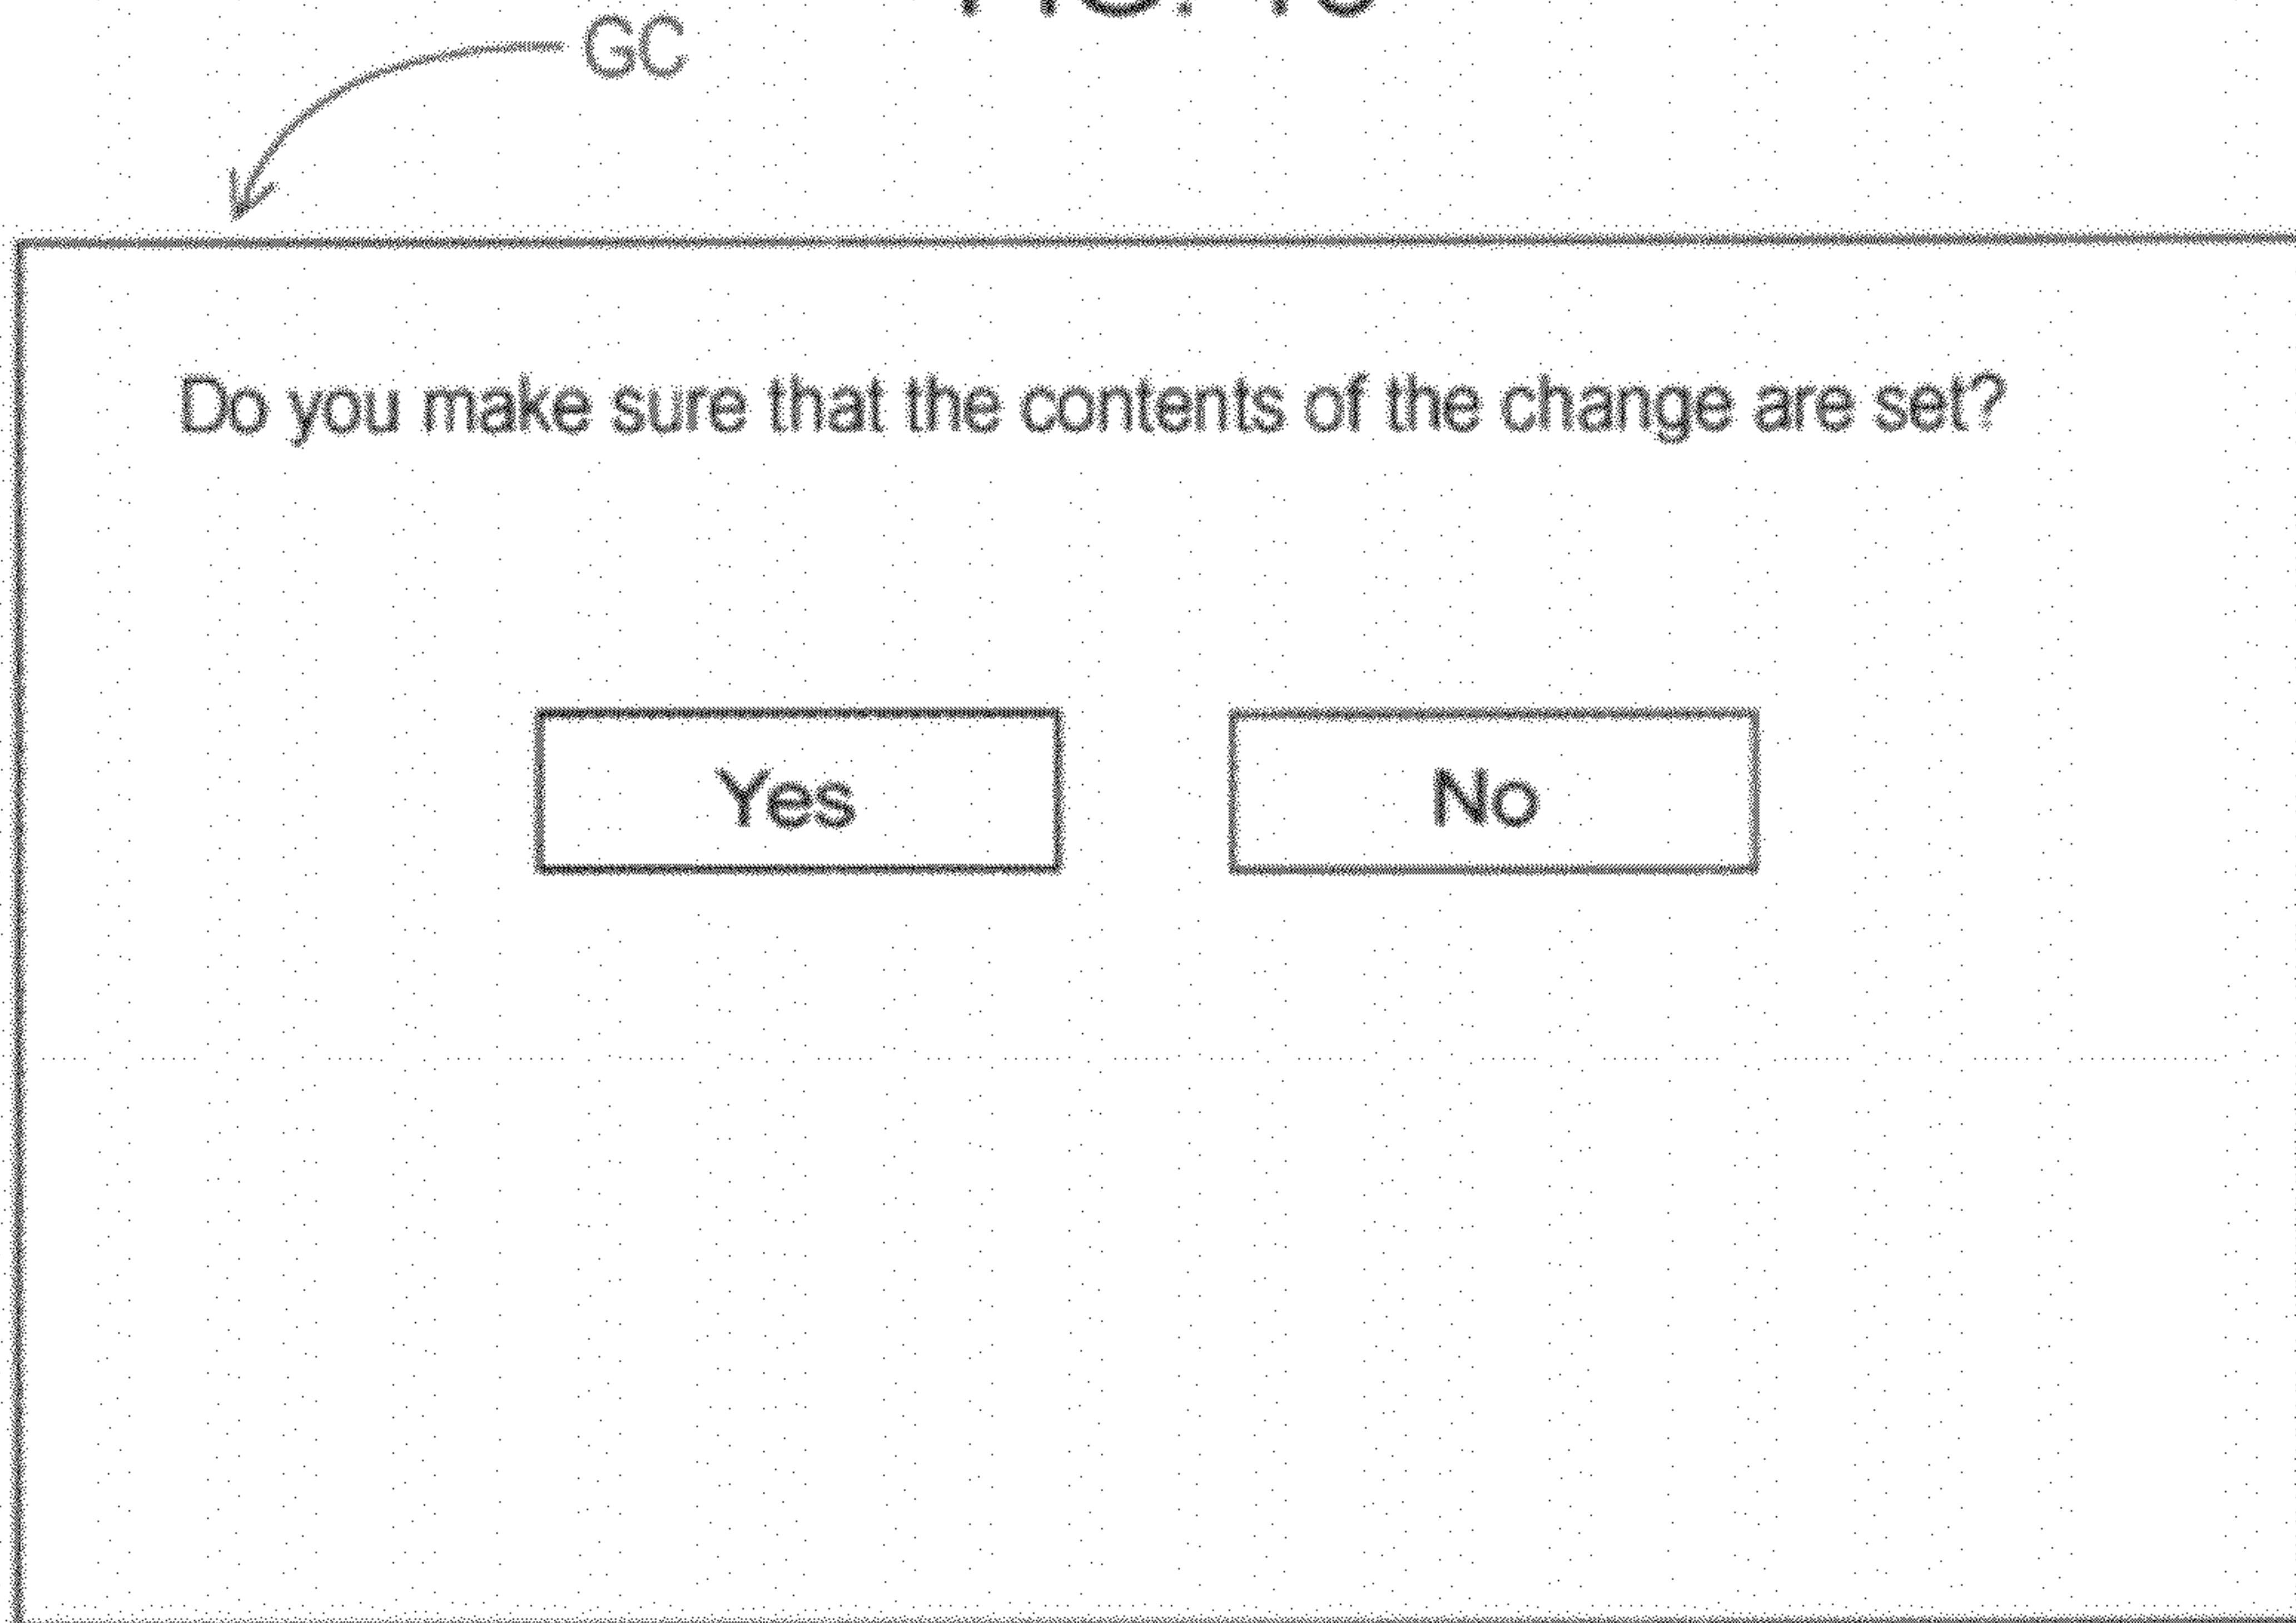 GC
Do you make sure that the contents of the change are set?
Yes
No